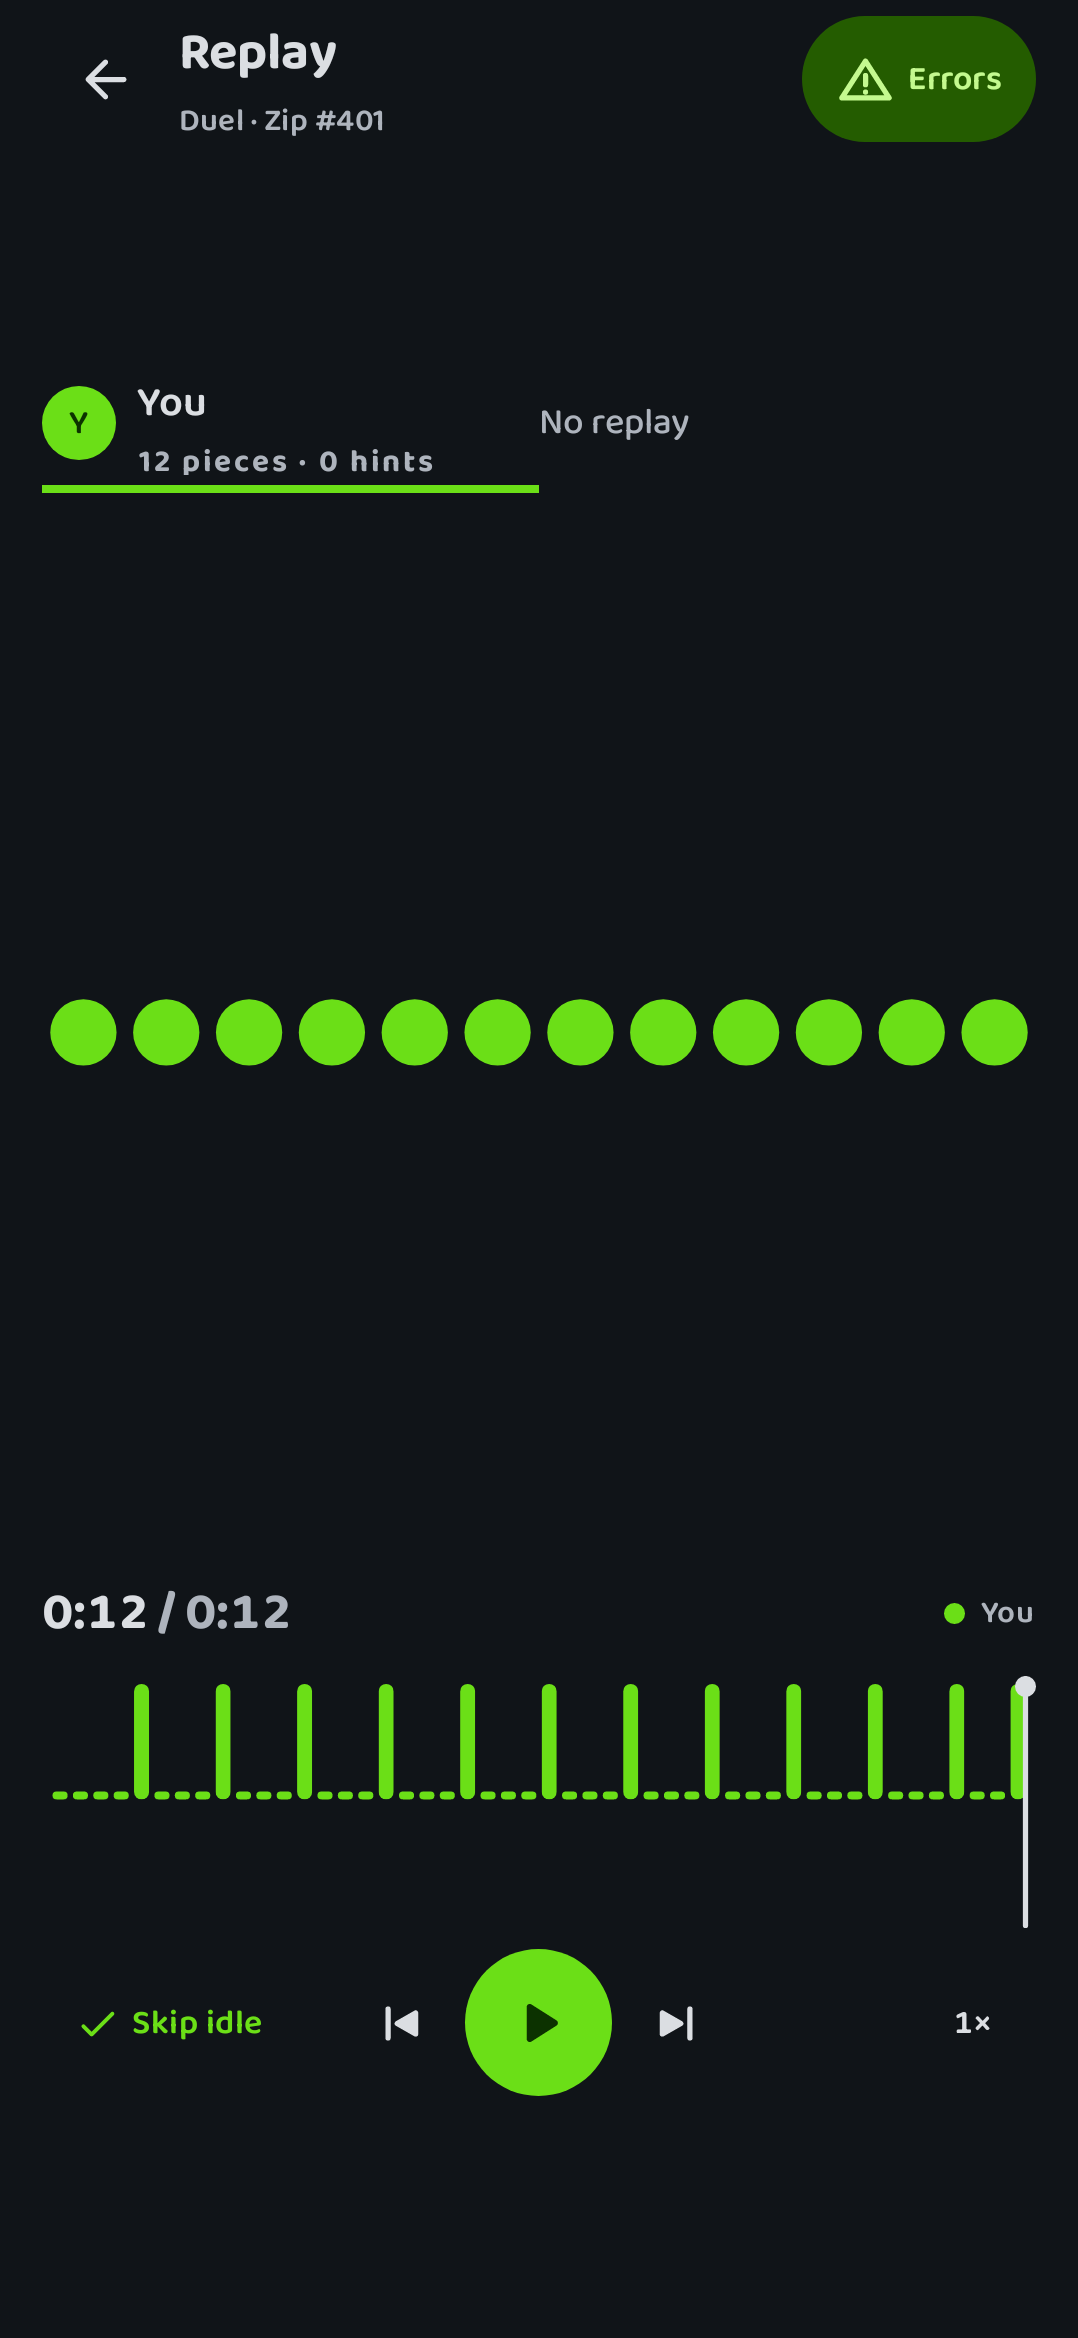 Replay
Duel · Zip #401
Errors
Y
You
12 pieces · 0 hints
No replay
0:12 / 0:12
You
Skip idle
1×